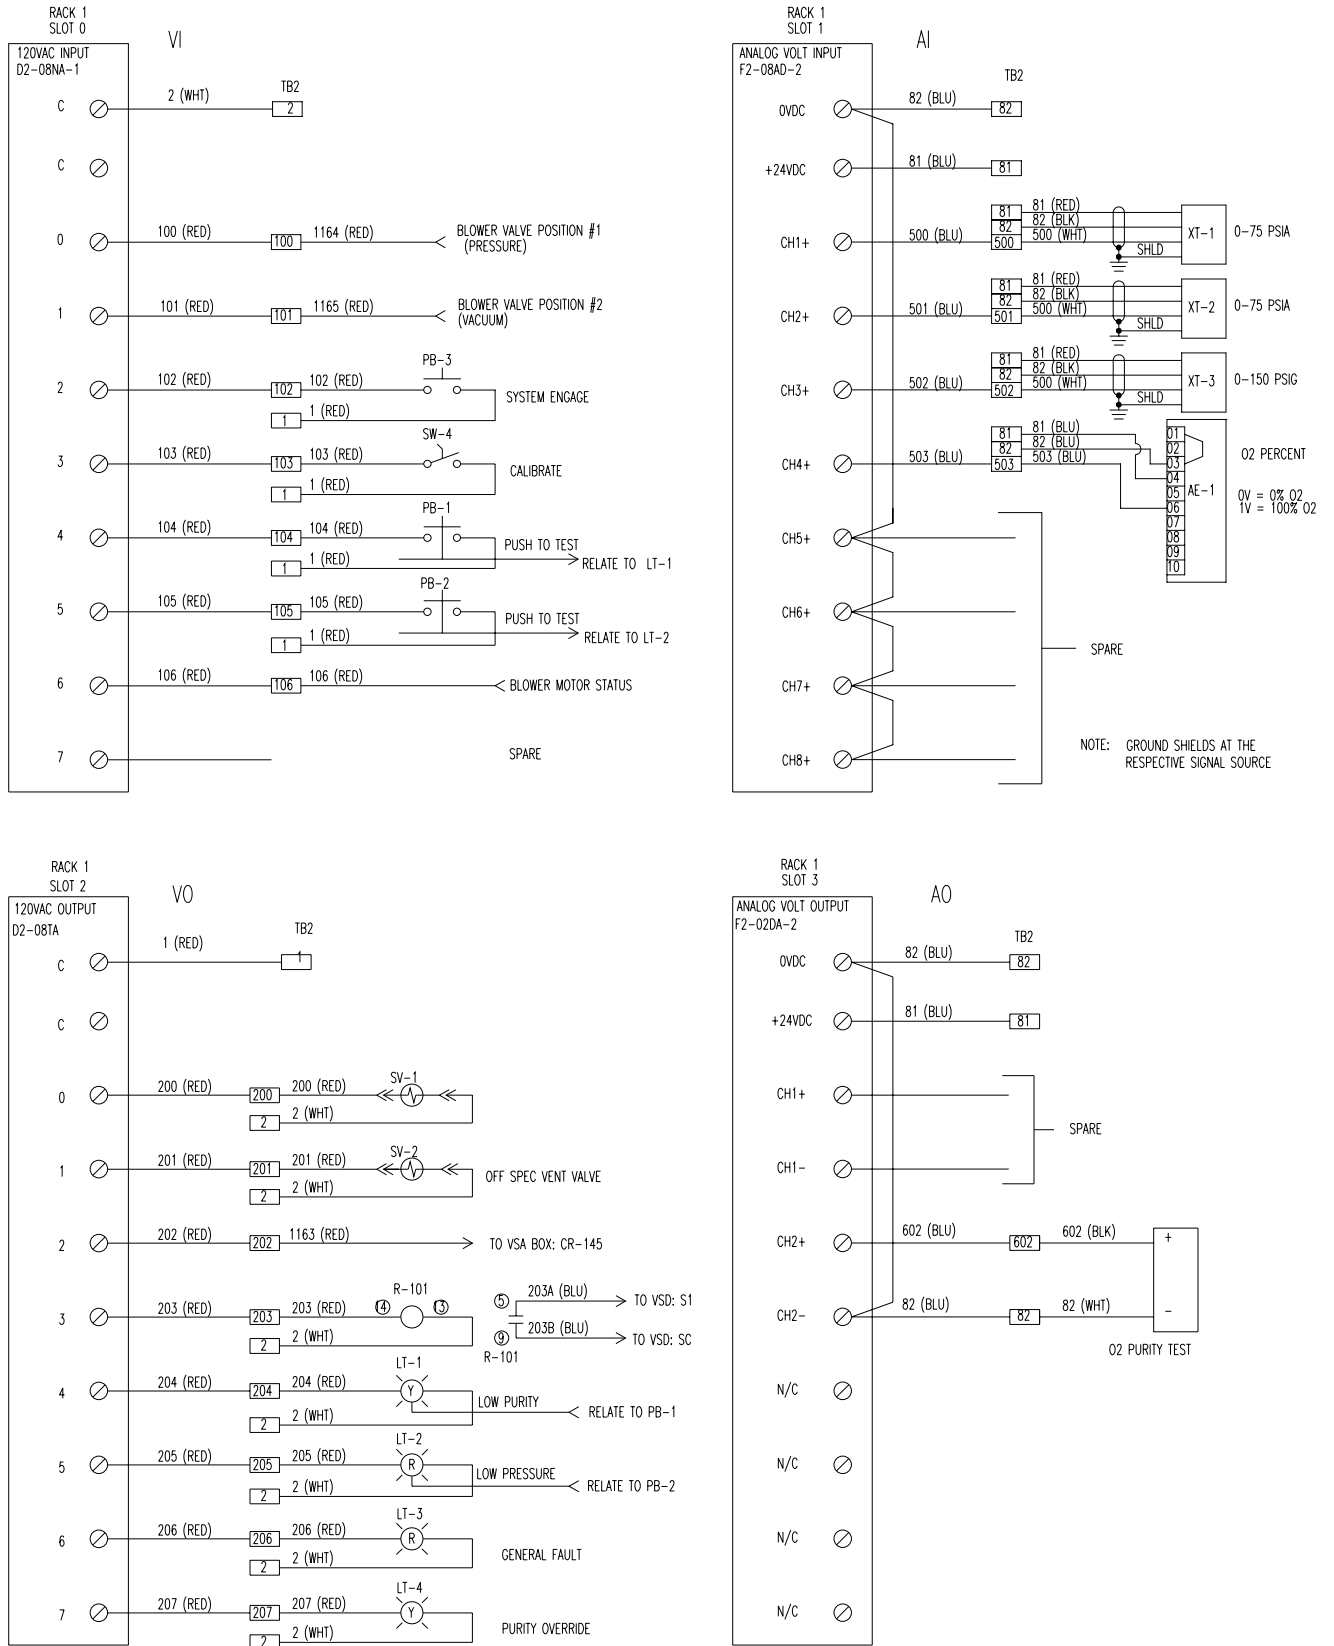 RACK 1
SLOT 0
VI
120VAC INPUT
D2-08NA-1
TB2
C
2 (WHT)
2
C
0
100 (RED)
100
1164 (RED)
BLOWER VALVE POSITION #1
(PRESSURE)
1
101 (RED)
101
1165 (RED)
BLOWER VALVE POSITION #2
(VACUUM)
PB-3
2
102 (RED)
102
102 (RED)
SYSTEM ENGAGE
1
1 (RED)
SW-4
3
103 (RED)
103
103 (RED)
CALIBRATE
1
1 (RED)
PB-1
4
104 (RED)
104
104 (RED)
PUSH TO TEST
1
1 (RED)
RELATE TO LT-1
PB-2
5
105 (RED)
105
105 (RED)
PUSH TO TEST
1
1 (RED)
RELATE TO LT-2
6
106 (RED)
106
106 (RED)
BLOWER MOTOR STATUS
7
SPARE
RACK 1
SLOT 1
AI
ANALOG VOLT INPUT
F2-08AD-2
TB2
0VDC
82 (BLU)
82
+24VDC
81 (BLU)
81
81
81 (RED)
82
82 (BLK)
CH1+
500 (BLU)
500
500 (WHT)
SHLD
XT-1
0-75 PSIA
81
81 (RED)
82
82 (BLK)
CH2+
501 (BLU)
501
500 (WHT)
SHLD
XT-2
0-75 PSIA
81
81 (RED)
82
82 (BLK)
CH3+
502 (BLU)
502
500 (WHT)
SHLD
XT-3
0-150 PSIG
81
81 (BLU)
82
82 (BLU)
CH4+
503 (BLU)
503
503 (BLU)
01
02
03
04
05
06
07
08
09
10
AE-1
O2 PERCENT
0V = 0% O2
1V = 100% O2
CH5+
CH6+
CH7+
CH8+
SPARE
NOTE: GROUND SHIELDS AT THE
RESPECTIVE SIGNAL SOURCE
RACK 1
SLOT 2
VO
120VAC OUTPUT
D2-08TA
TB2
C
1 (RED)
1
C
SV-1
0
200 (RED)
200
200 (RED)
2
2 (WHT)
SV-2
1
201 (RED)
201
201 (RED)
2
2 (WHT)
OFF SPEC VENT VALVE
2
202 (RED)
202
1163 (RED)
TO VSA BOX: CR-145
R-101
3
203 (RED)
203
203 (RED)
14
13
2
2 (WHT)
5
203A (BLU)
TO VSD: S1
9
203B (BLU)
TO VSD: SC
R-101
LT-1
4
204 (RED)
204
204 (RED)
Y
LOW PURITY
2
2 (WHT)
RELATE TO PB-1
LT-2
5
205 (RED)
205
205 (RED)
R
LOW PRESSURE
2
2 (WHT)
RELATE TO PB-2
LT-3
6
206 (RED)
206
206 (RED)
R
2
2 (WHT)
GENERAL FAULT
LT-4
7
207 (RED)
207
207 (RED)
Y
2
2 (WHT)
PURITY OVERRIDE
RACK 1
SLOT 3
AO
ANALOG VOLT OUTPUT
F2-02DA-2
TB2
0VDC
82 (BLU)
82
+24VDC
81 (BLU)
81
CH1+
SPARE
CH1-
CH2+
602 (BLU)
602
602 (BLK)
+
CH2-
82 (BLU)
82
82 (WHT)
-
O2 PURITY TEST
N/C
N/C
N/C
N/C